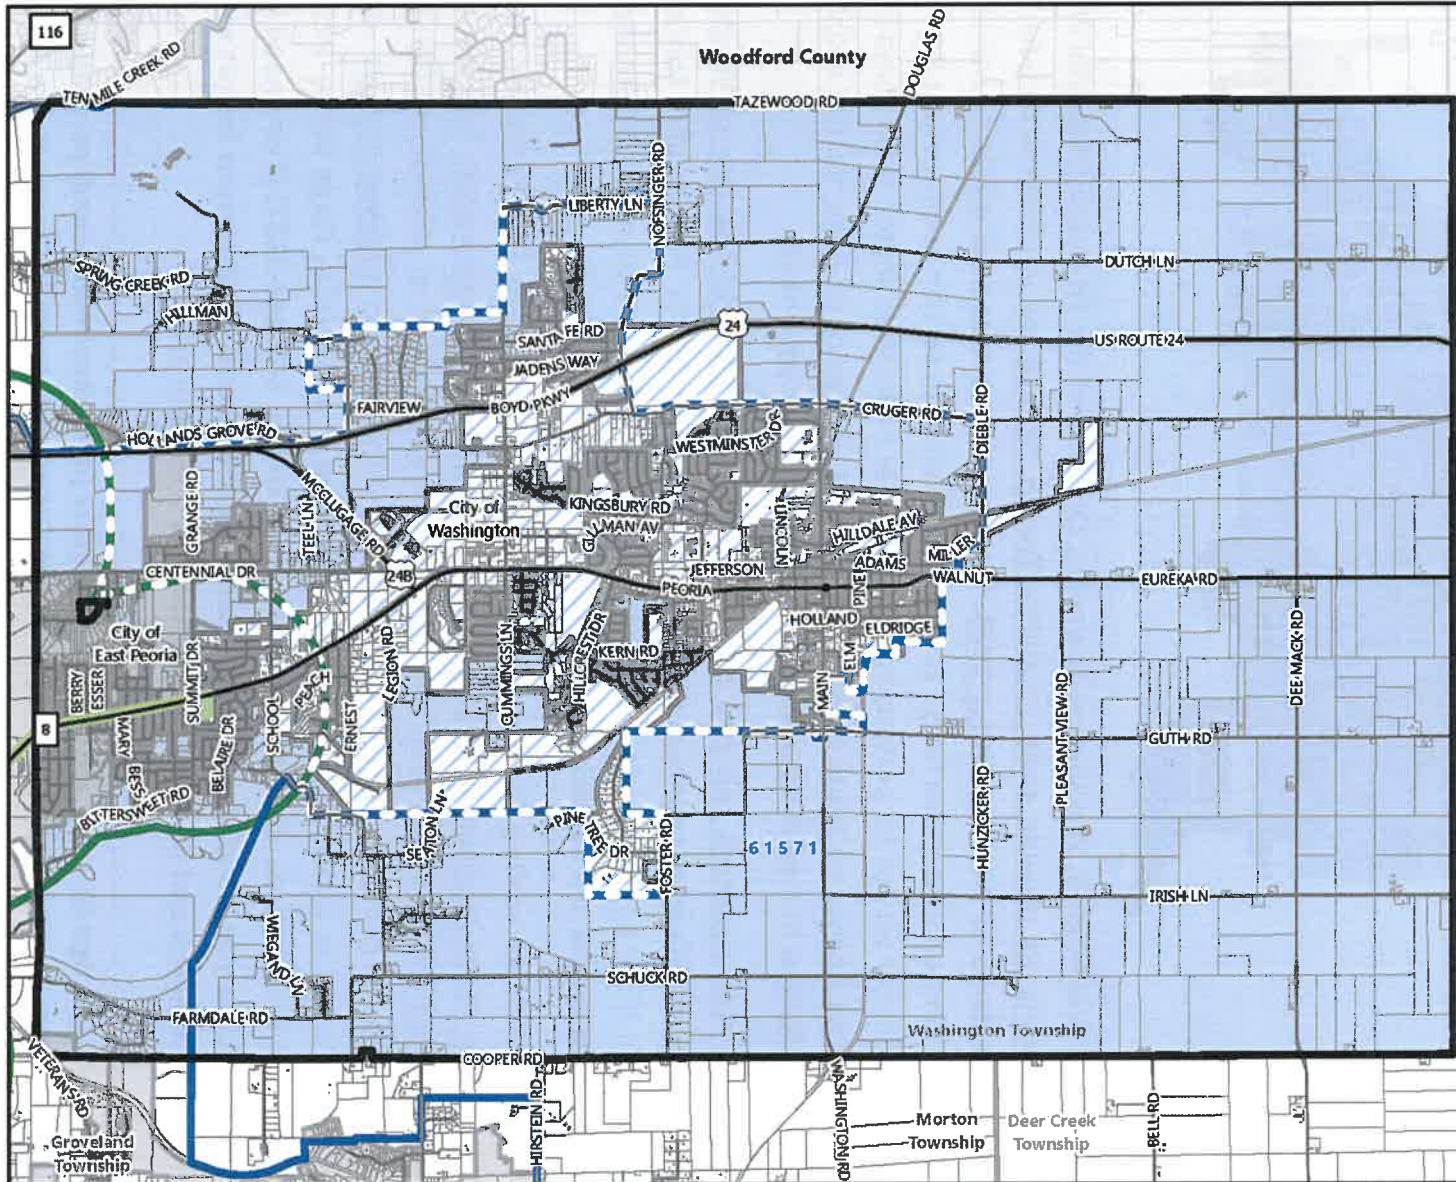 116
Woodford County
DOUGLAS RD
TEN MILE CREEK RD
TAZEWOOD RD
NOFSINGER RD
LIBERTY LN
SPRING CREEK RD
DUTCH LN
HILLMAN
24
SANTA FE RD
US ROUTE 24
JADENS WAY
FAIRVIEW
BOYD PKWY
CRUGER RD
DIEBLE RD
HOLLANDS GROVE RD
WESTMINSTER DR
GRANGE RD
MCCLUGAGE RD
TEEL LN
City of
Washington
KINGSBURY RD
GILLMAN AV
LINCOLN
HILLDALE AV
MILLER
24B
CENTENNIAL DR
JEFFERSON
PINE
ADAMS
WALNUT
EUREKA RD
PEORIA
HOLLAND
ELDRIDGE
City of
East Peoria
BERRY
ESSER
SUMMIT DR
LEGION RD
CUMMINGS LN
HILLCREST DR
KERN RD
MAIN
ELM
DEE MACK RD
8
MARY
BESS
BELAIRE DR
SCHOOL
PEACH
ERNEST
PLEASANT VIEW RD
GUTH RD
BITTERSWEET RD
SEATON LN
PINE TREE DR
FOSTER RD
61571
HUNZICKER RD
IRISH LN
WIEGAND LN
SCHUCK RD
FARMDALE RD
Washington Township
COOPER RD
VETERANS RD
HIRSTEIN RD
WASHINGTON RD
Morton
Township
Deer Creek
Township
BELL RD
Groveland
Township